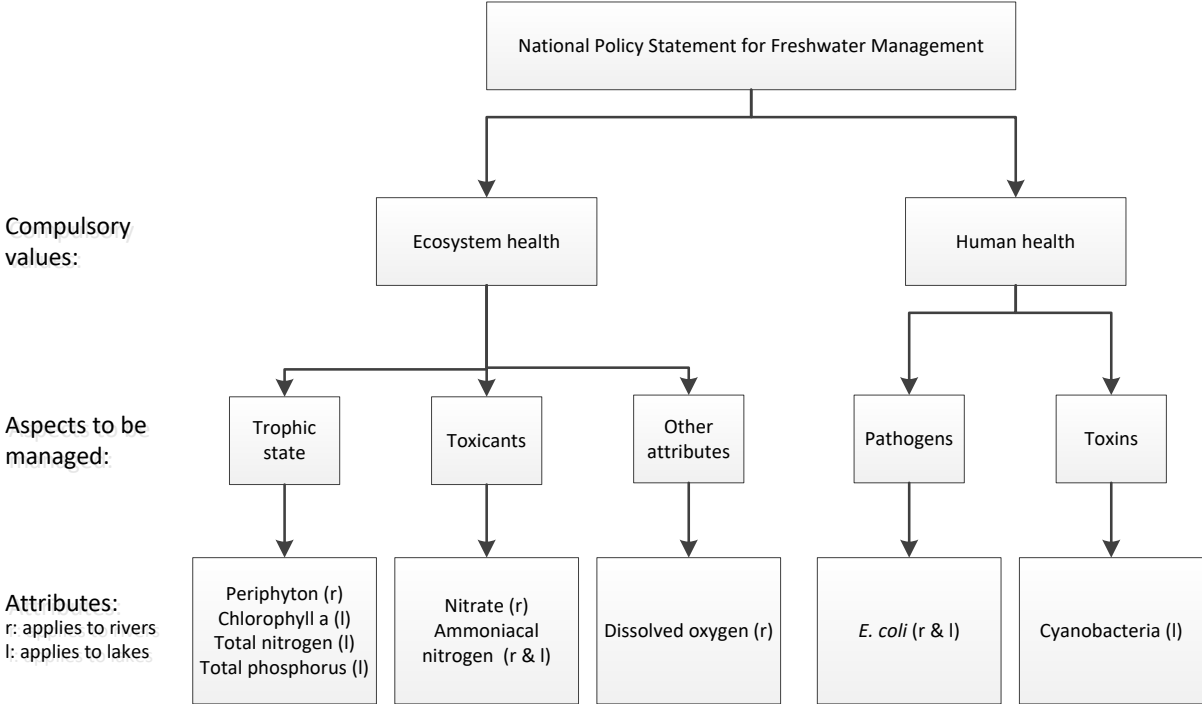 National Policy Statement for Freshwater Management
Compulsory
values:
Ecosystem health
Human health
Aspects to be
managed:
Trophic
state
Toxicants
Other
attributes
Pathogens
Toxins
Attributes:
r: applies to rivers
l: applies to lakes
Periphyton (r)
Chlorophyll a (l)
Total nitrogen (l)
Total phosphorus (l)
Nitrate (r)
Ammoniacal
nitrogen  (r & l)
Dissolved oxygen (r)
E. coli (r & l)
Cyanobacteria (l)